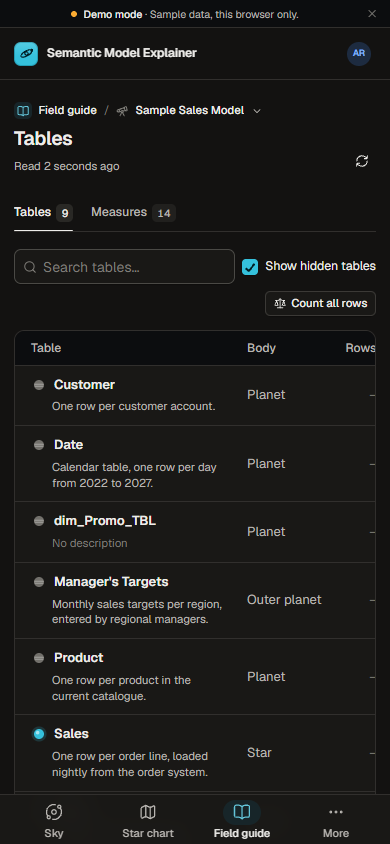 Demo mode · Sample data, this browser only.
Semantic Model Explainer
AR
Field guide / Sample Sales Model
Tables
Read 2 seconds ago
Tables 9 Measures 14
Search tables...
Show hidden tables
Count all rows
Table Body Rows
Customer
One row per customer account.
Planet
–
Date
Calendar table, one row per day
from 2022 to 2027.
Planet
–
dim_Promo_TBL
No description
Planet
–
Manager's Targets
Monthly sales targets per region,
entered by regional managers.
Outer planet
–
Product
One row per product in the
current catalogue.
Planet
–
Sales
One row per order line, loaded
nightly from the order system.
Star
–
Sky Star chart Field guide More